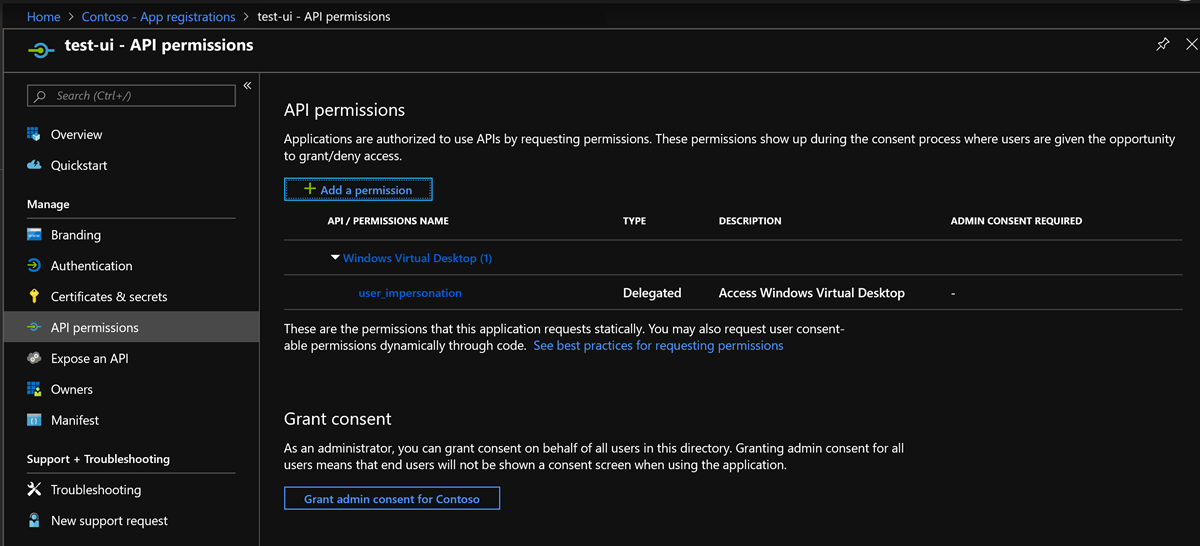 Home > Contoso - App registrations > test-ui - API permissions
test-ui - API permissions
Search (Ctrl+/)
«
Overview
Quickstart
Manage
Branding
Authentication
Certificates & secrets
API permissions
Expose an API
Owners
Manifest
Support + Troubleshooting
Troubleshooting
New support request
API permissions
Applications are authorized to use APIs by requesting permissions. These permissions show up during the consent process where users are given the opportunity
to grant/deny access.
+ Add a permission
API / PERMISSIONS NAME TYPE DESCRIPTION ADMIN CONSENT REQUIRED
Windows Virtual Desktop (1)
user_impersonation Delegated Access Windows Virtual Desktop -
These are the permissions that this application requests statically. You may also request user consent-
able permissions dynamically through code. See best practices for requesting permissions
Grant consent
As an administrator, you can grant consent on behalf of all users in this directory. Granting admin consent for all
users means that end users will not be shown a consent screen when using the application.
Grant admin consent for Contoso